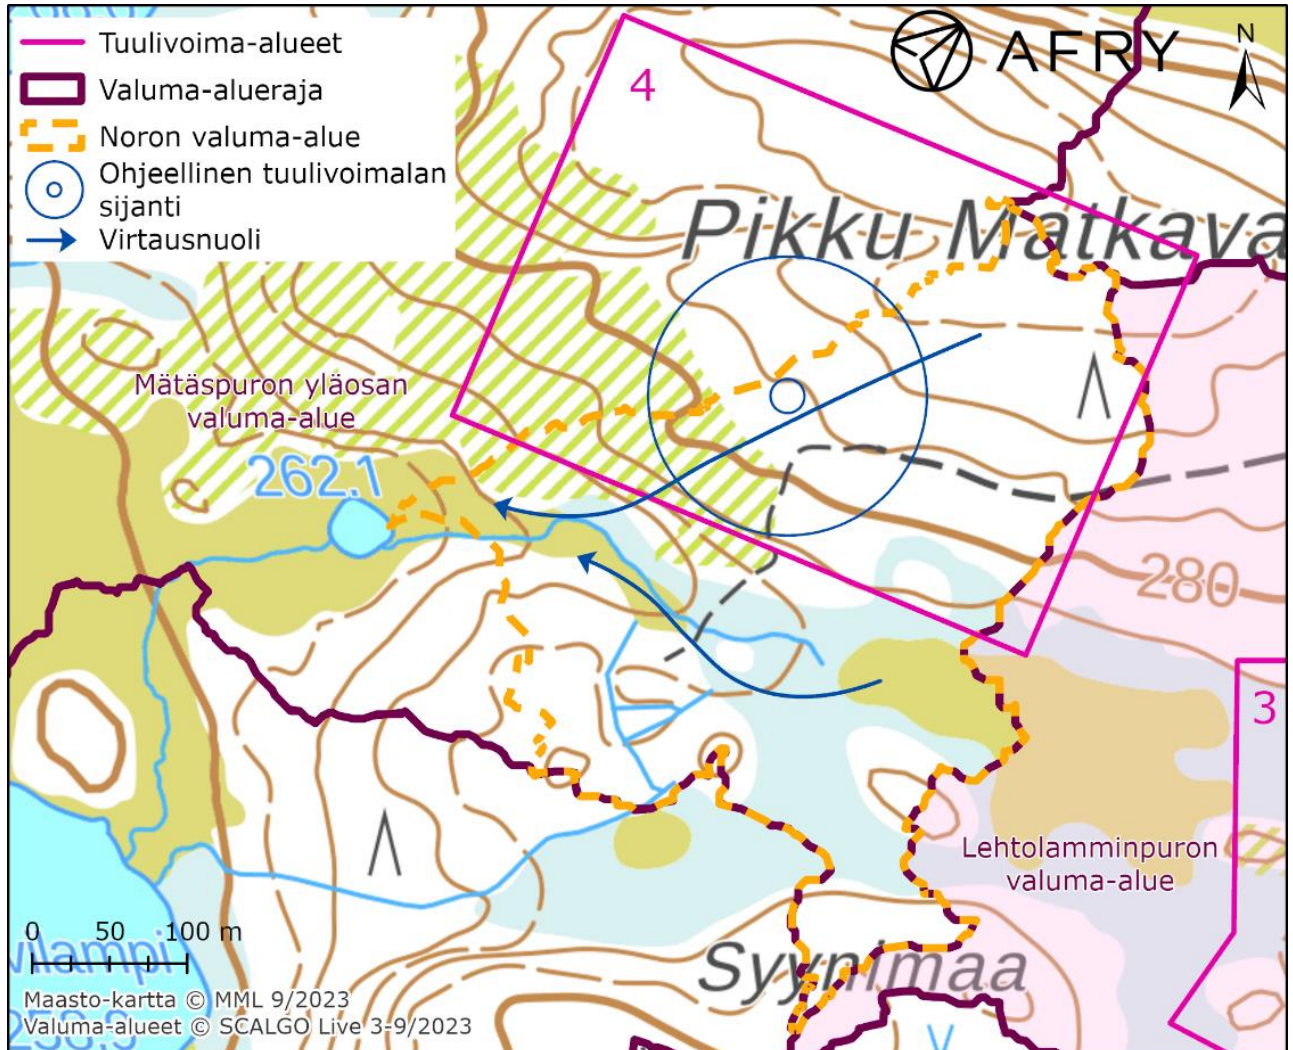 Tuulivoima-alueet
Valuma-alueraja
Noron valuma-alue
Ohjeellinen tuulivoimalan
sijanti
Virtausnuoli
AFRY
N
4
Pikku Matkava
Mätäspuron yläosan
valuma-alue
262.1
280
3
Lehtolamminpuron
valuma-alue
0 50 100 m
vilampi
Syynimaa
Maasto-kartta © MML 9/2023
Valuma-alueet © SCALGO Live 3-9/2023